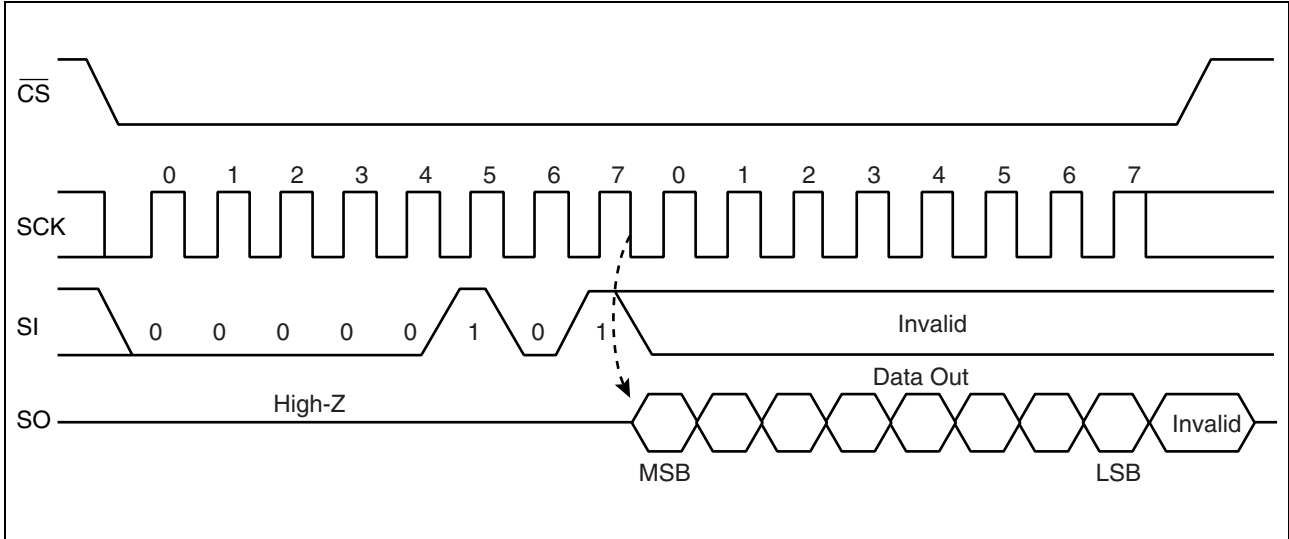 CS
0 1 2 3 4 5 6 7 0 1 2 3 4 5 6 7
SCK
SI
0 0 0 0 0 1 0 1
Invalid
Data Out
High-Z
SO
Invalid
MSB
LSB